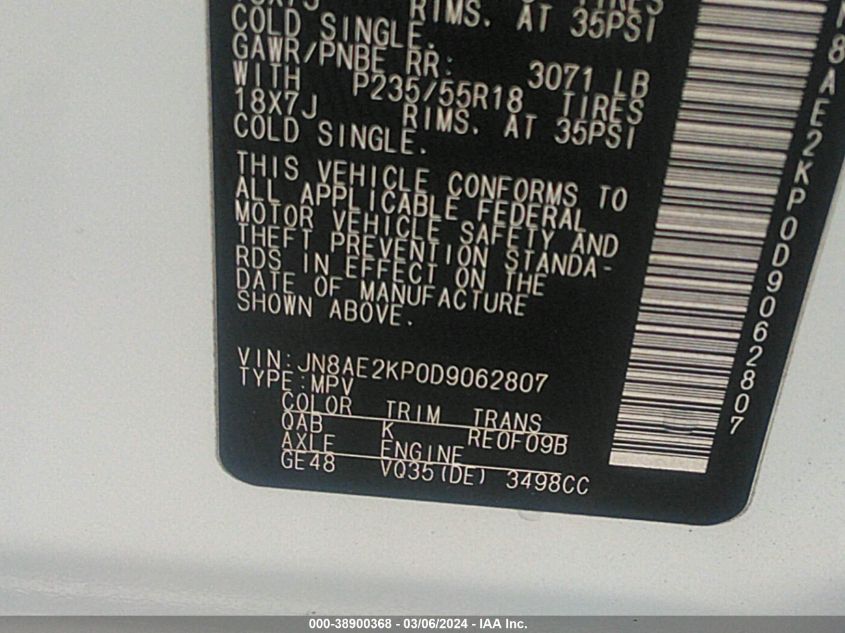 RIMS. AT 35PSI
COLD SINGLE.
GAWR/PNBE RR: 3071 LB
WITH P235/55R18 TIRES
18X7J RIMS. AT 35PSI
COLD SINGLE.
THIS VEHICLE CONFORMS TO
ALL APPLICABLE FEDERAL
MOTOR VEHICLE SAFETY AND
THEFT PREVENTION STANDA-
RDS IN EFFECT ON THE
DATE OF MANUFACTURE
SHOWN ABOVE.
VIN:JN8AE2KP0D9062807
TYPE:MPV
COLOR TRIM TRANS
QAB K RE0F09B
AXLE ENGINE
GE48 VQ35(DE) 3498CC
8AE2KP0D9062807
000-38900368 - 03/06/2024 - IAA Inc.